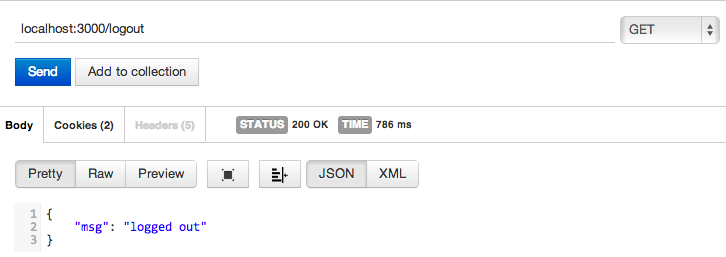 localhost:3000/logout GET
Send Add to collection
Body Cookies (2) Headers (5) STATUS 200 OK TIME 786 ms
Pretty Raw Preview JSON XML
1 {
2 "msg": "logged out"
3 }